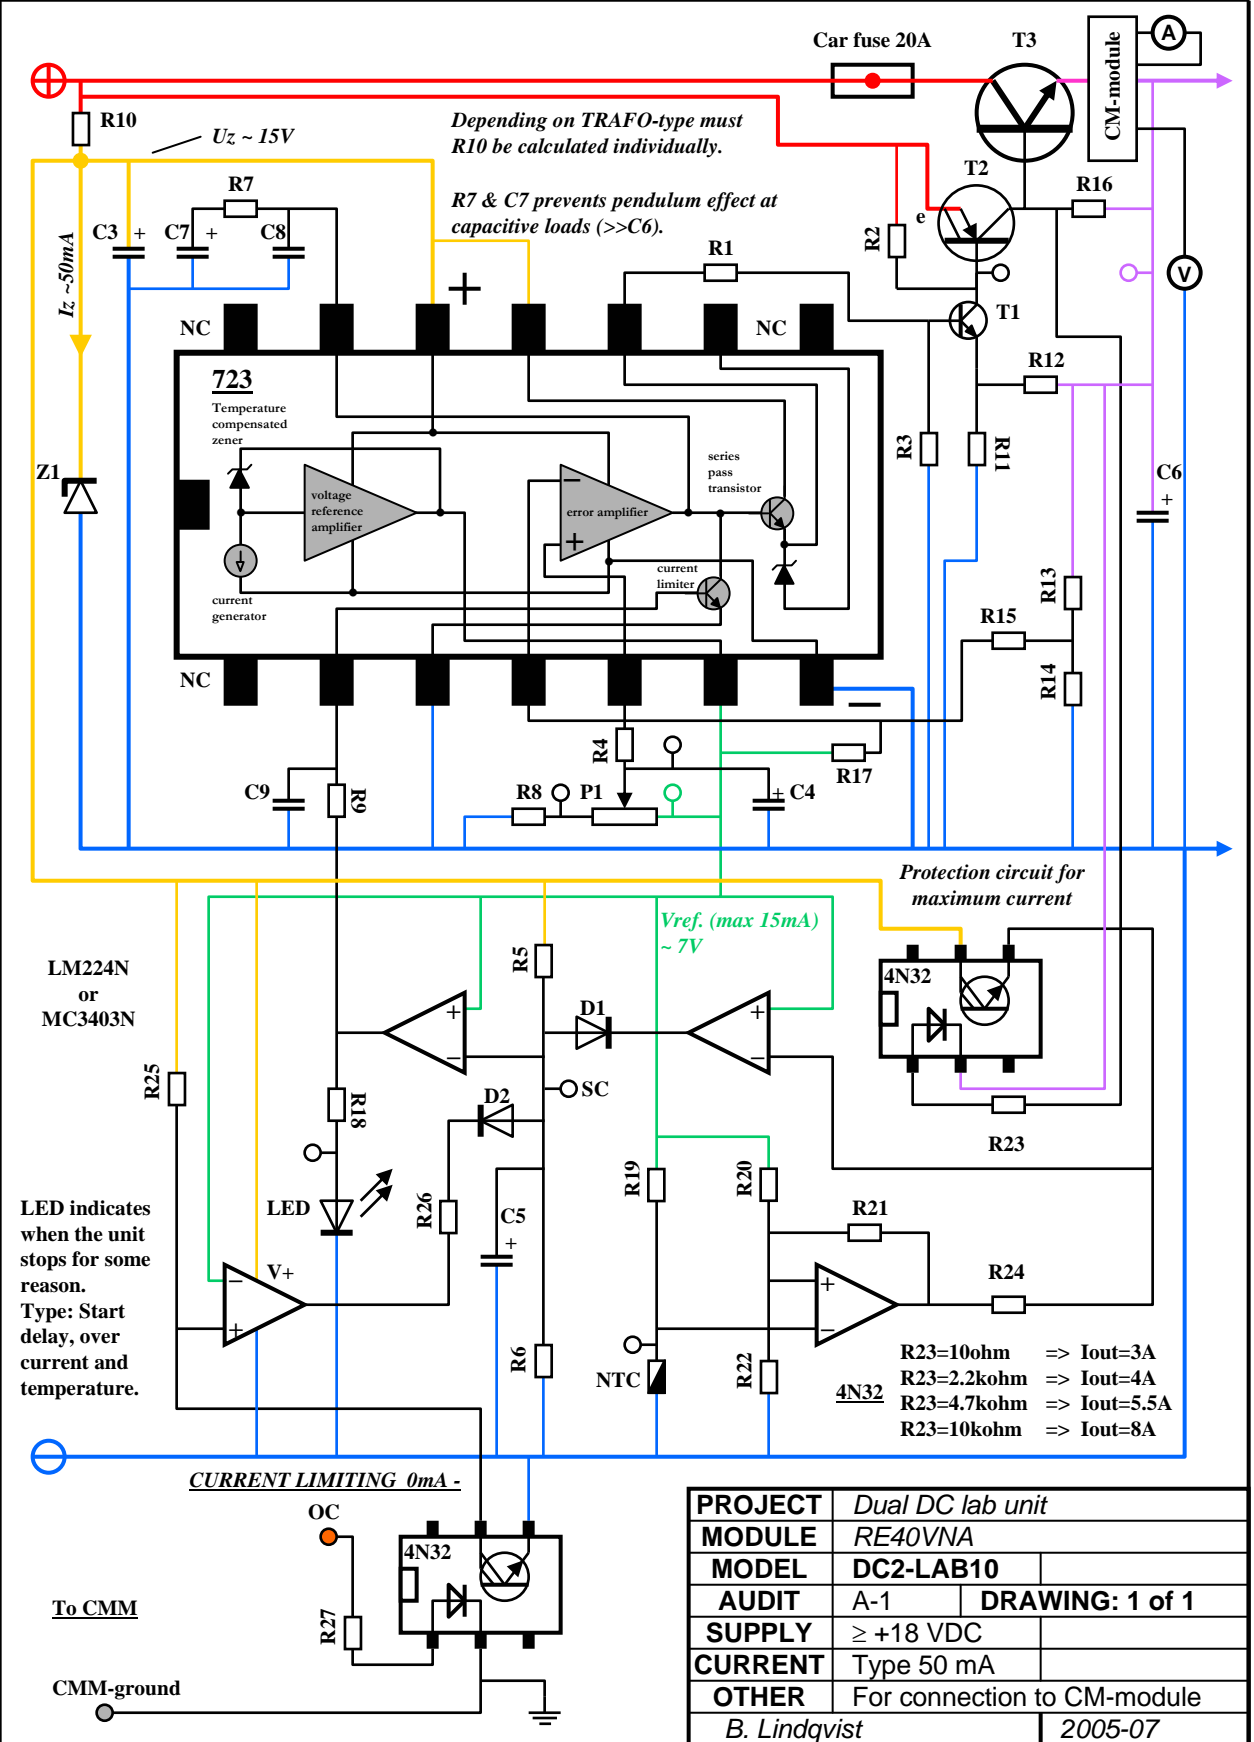 Car fuse 20A
T3
A
CM-module
R10
Uz ~ 15V
Depending on TRAFO-type must
R10 be calculated individually.
R7 & C7 prevents pendulum effect at
capacitive loads (>>C6).
T2
e
R16
R7
C3 +
C7 +
C8
R1
R2
V
Iz ~50mA
+
T1
NC
NC
R12
723
Temperature
compensated
zener
voltage
reference
amplifier
current
generator
−
error amplifier
+
series
pass
transistor
current
limiter
R3
R11
Z1
C6
+
R13
R15
R14
NC
−
R4
R17
C9
R9
R8
P1
+ C4
Protection circuit for
maximum current
Vref. (max 15mA)
~ 7V
LM224N
or
MC3403N
R5
4N32
+
−
D1
+
−
SC
R25
R18
D2
R23
R19
R20
LED indicates
when the unit
stops for some
reason.
Type: Start
delay, over
current and
temperature.
LED
R26
C5
+
R21
−
V+
+
+
−
R24
R6
NTC
R22
4N32
R23=10ohm => Iout=3A
R23=2.2kohm => Iout=4A
R23=4.7kohm => Iout=5.5A
R23=10kohm => Iout=8A
CURRENT LIMITING 0mA -
OC
4N32
To CMM
R27
CMM-ground
PROJECT Dual DC lab unit
MODULE RE40VNA
MODEL DC2-LAB10
AUDIT A-1 DRAWING: 1 of 1
SUPPLY ≥ +18 VDC
CURRENT Type 50 mA
OTHER For connection to CM-module
B. Lindqvist 2005-07